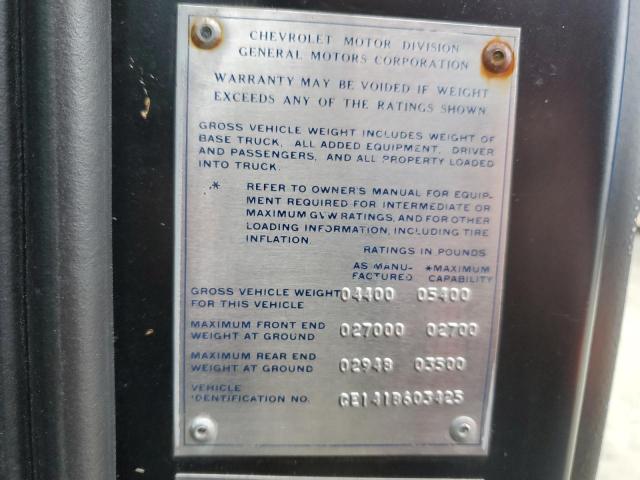 CHEVROLET MOTOR DIVISION
GENERAL MOTORS CORPORATION
WARRANTY MAY BE VOIDED IF WEIGHT
EXCEEDS ANY OF THE RATINGS SHOWN
GROSS VEHICLE WEIGHT INCLUDES WEIGHT OF
BASE TRUCK, ALL ADDED EQUIPMENT, DRIVER
AND PASSENGERS, AND ALL PROPERTY LOADED
INTO TRUCK.
* REFER TO OWNER'S MANUAL FOR EQUIP-
MENT REQUIRED FOR INTERMEDIATE OR
MAXIMUM GVW RATINGS, AND FOR OTHER
LOADING INFORMATION, INCLUDING TIRE
INFLATION.
RATINGS IN POUNDS
AS MANU- *MAXIMUM
FACTURED CAPABILITY
GROSS VEHICLE WEIGHT 04400 05400
FOR THIS VEHICLE
MAXIMUM FRONT END 027000 02700
WEIGHT AT GROUND
MAXIMUM REAR END
WEIGHT AT GROUND 02948 03500
VEHICLE
IDENTIFICATION NO. CE141B603425